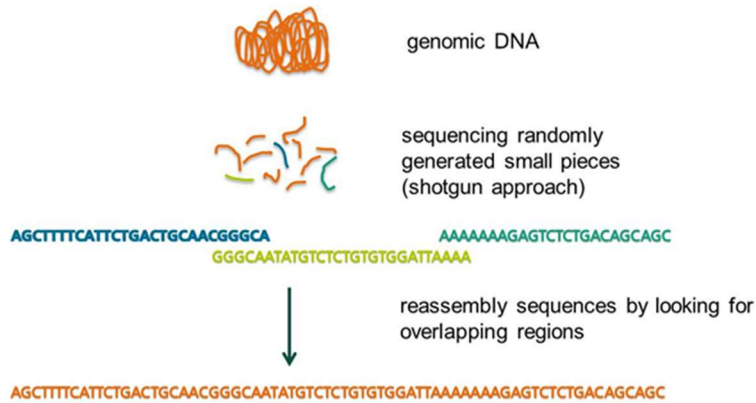 genomic DNA
sequencing randomly
generated small pieces
(shotgun approach)
AGCTTTTCATTCTGACTGCAACGGGCA
AAAAAAAGAGTCTCTGACAGCAGC
GGGCAATATGTCTCTGTGTGGATTAAAA
reassembly sequences by looking for
overlapping regions
AGCTTTTCATTCTGACTGCAACGGGCAATATGTCTCTGTGTGGATTAAAAAAAGAGTCTCTGACAGCAGC